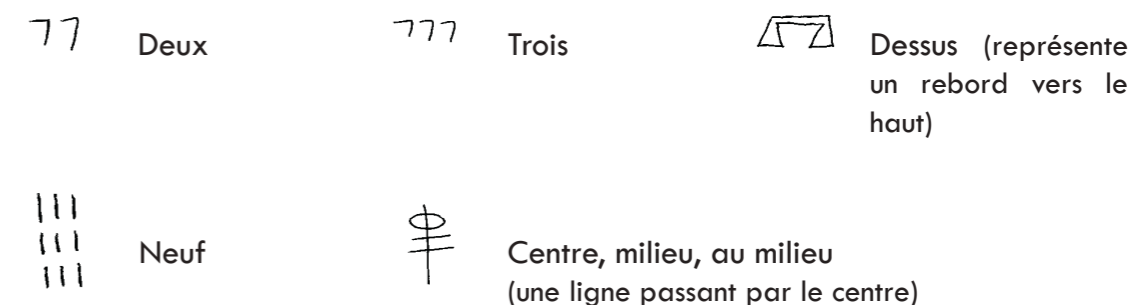 Deux
Trois
Dessus (représente
un rebord vers le
haut)
Neuf
Centre, milieu, au milieu
(une ligne passant par le centre)